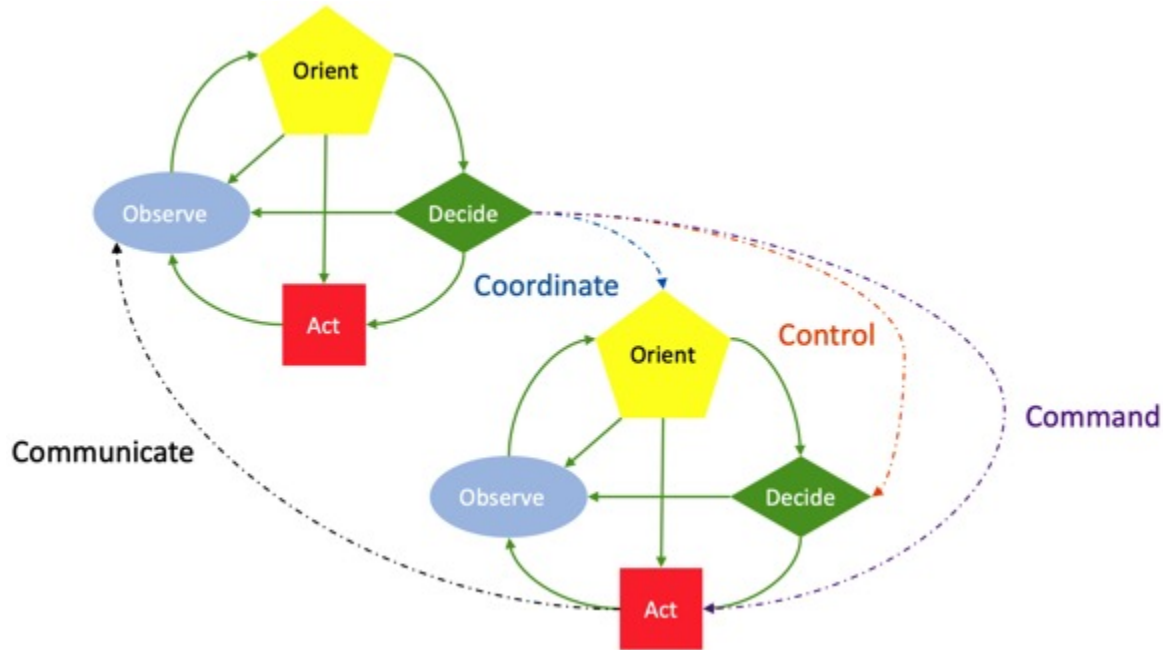 Orient
Observe
Decide
Coordinate
Act
Control
Orient
Command
Communicate
Observe
Decide
Act